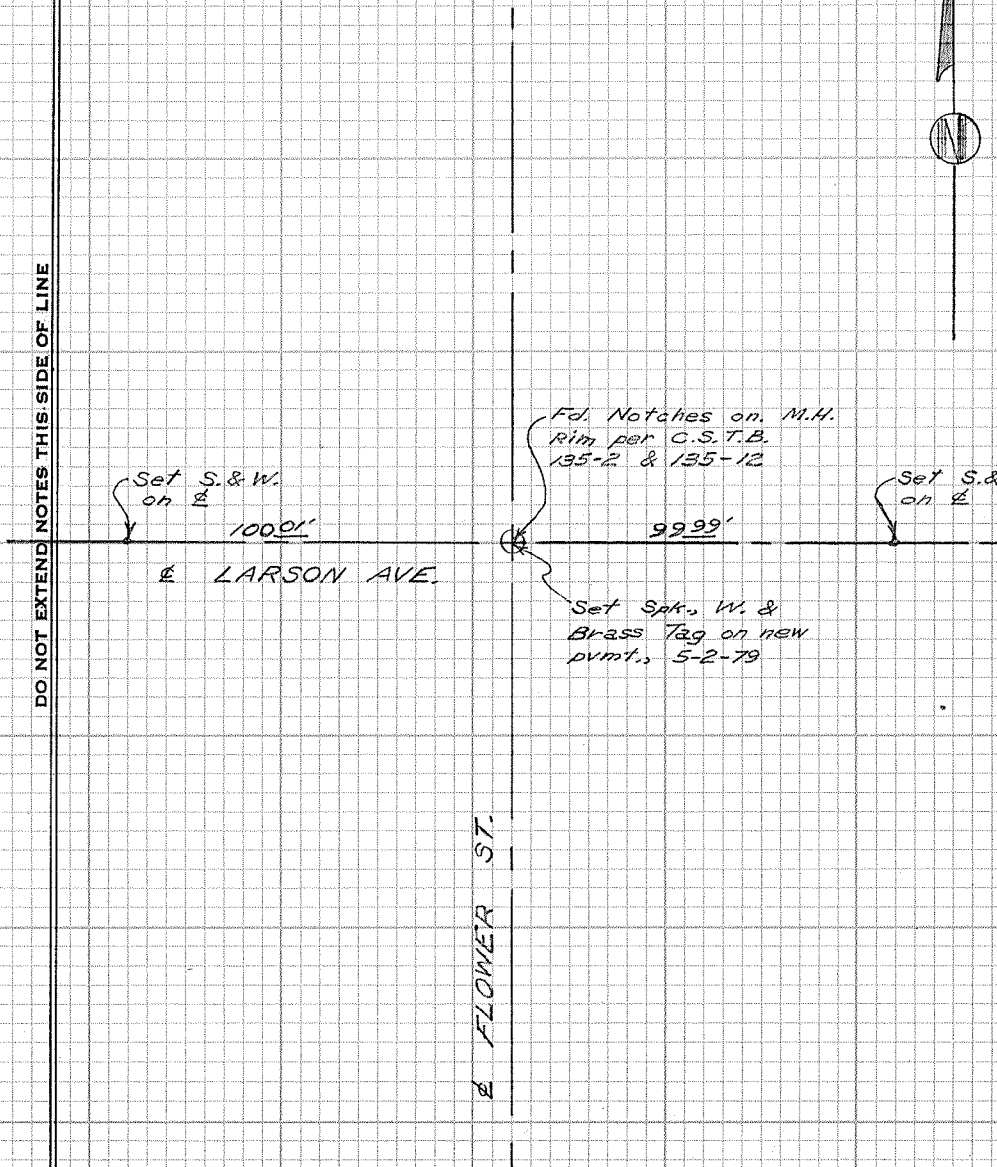 N
DO NOT EXTEND NOTES THIS SIDE OF LINE
Fd. Notches on. M.H.
Rim per C.S.T.B.
135-2 & 135-12
Set S. & W.
on ℄
Set S. &
on ℄
100.01'
99.99'
℄ LARSON AVE.
Set Spk., W. &
Brass Tag on new
pvmt., 5-2-79
℄ FLOWER ST.